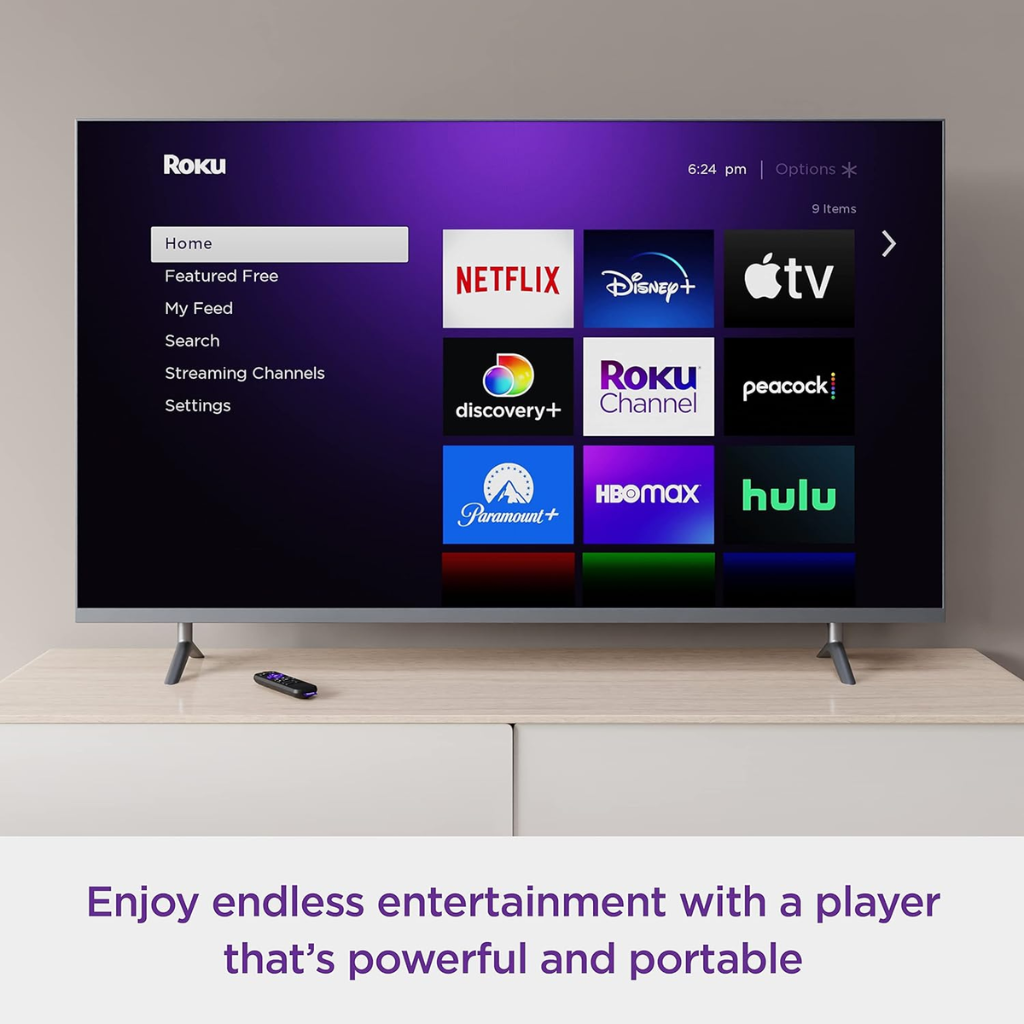 Roku
6:24 pm | Options
9 Items
Home
Featured Free
My Feed
Search
Streaming Channels
Settings
NETFLIX
Disney+
tv
discovery+
Roku
Channel
peacock
Paramount+
HBOmax
hulu
Enjoy endless entertainment with a player
that's powerful and portable